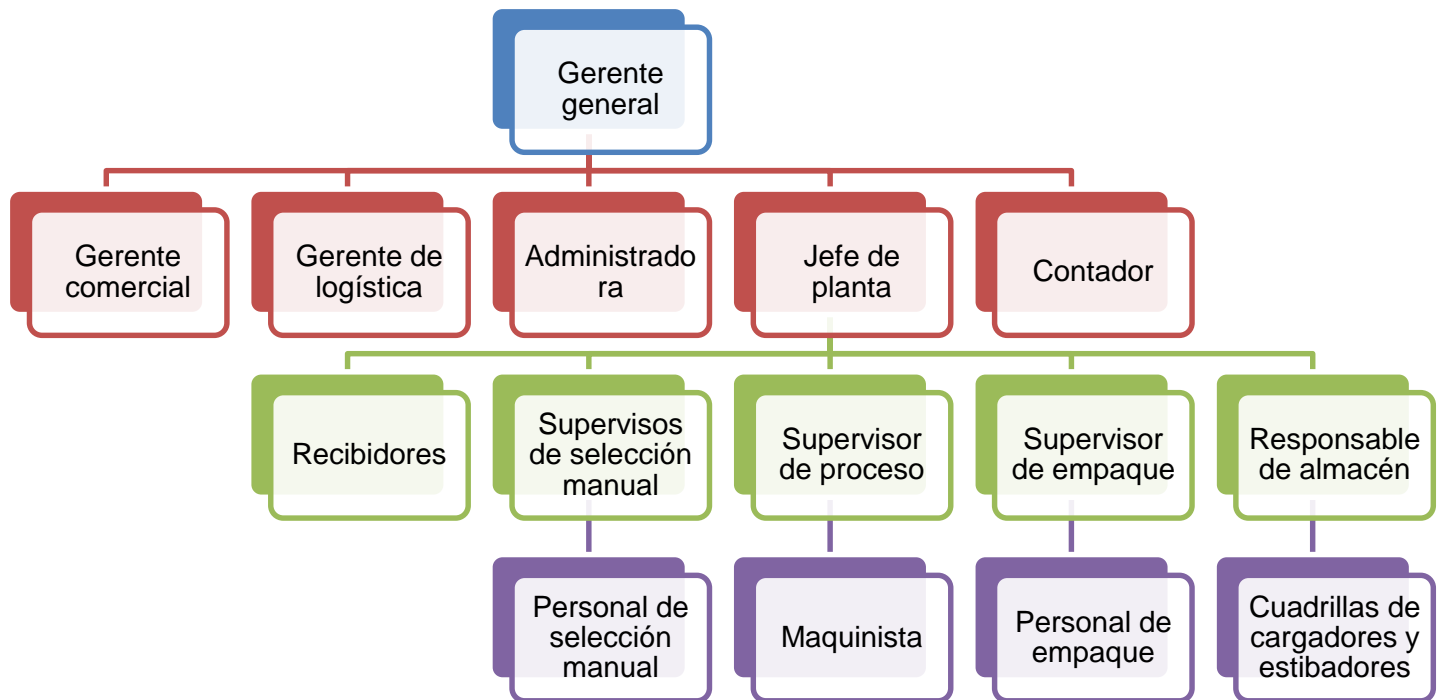 Gerente
general
Gerente
comercial
Gerente de
logística
Administrado
ra
Jefe de
planta
Contador
Recibidores
Supervisos
de selección
manual
Supervisor
de proceso
Supervisor
de empaque
Responsable
de almacén
Personal de
selección
manual
Maquinista
Personal de
empaque
Cuadrillas de
cargadores y
estibadores